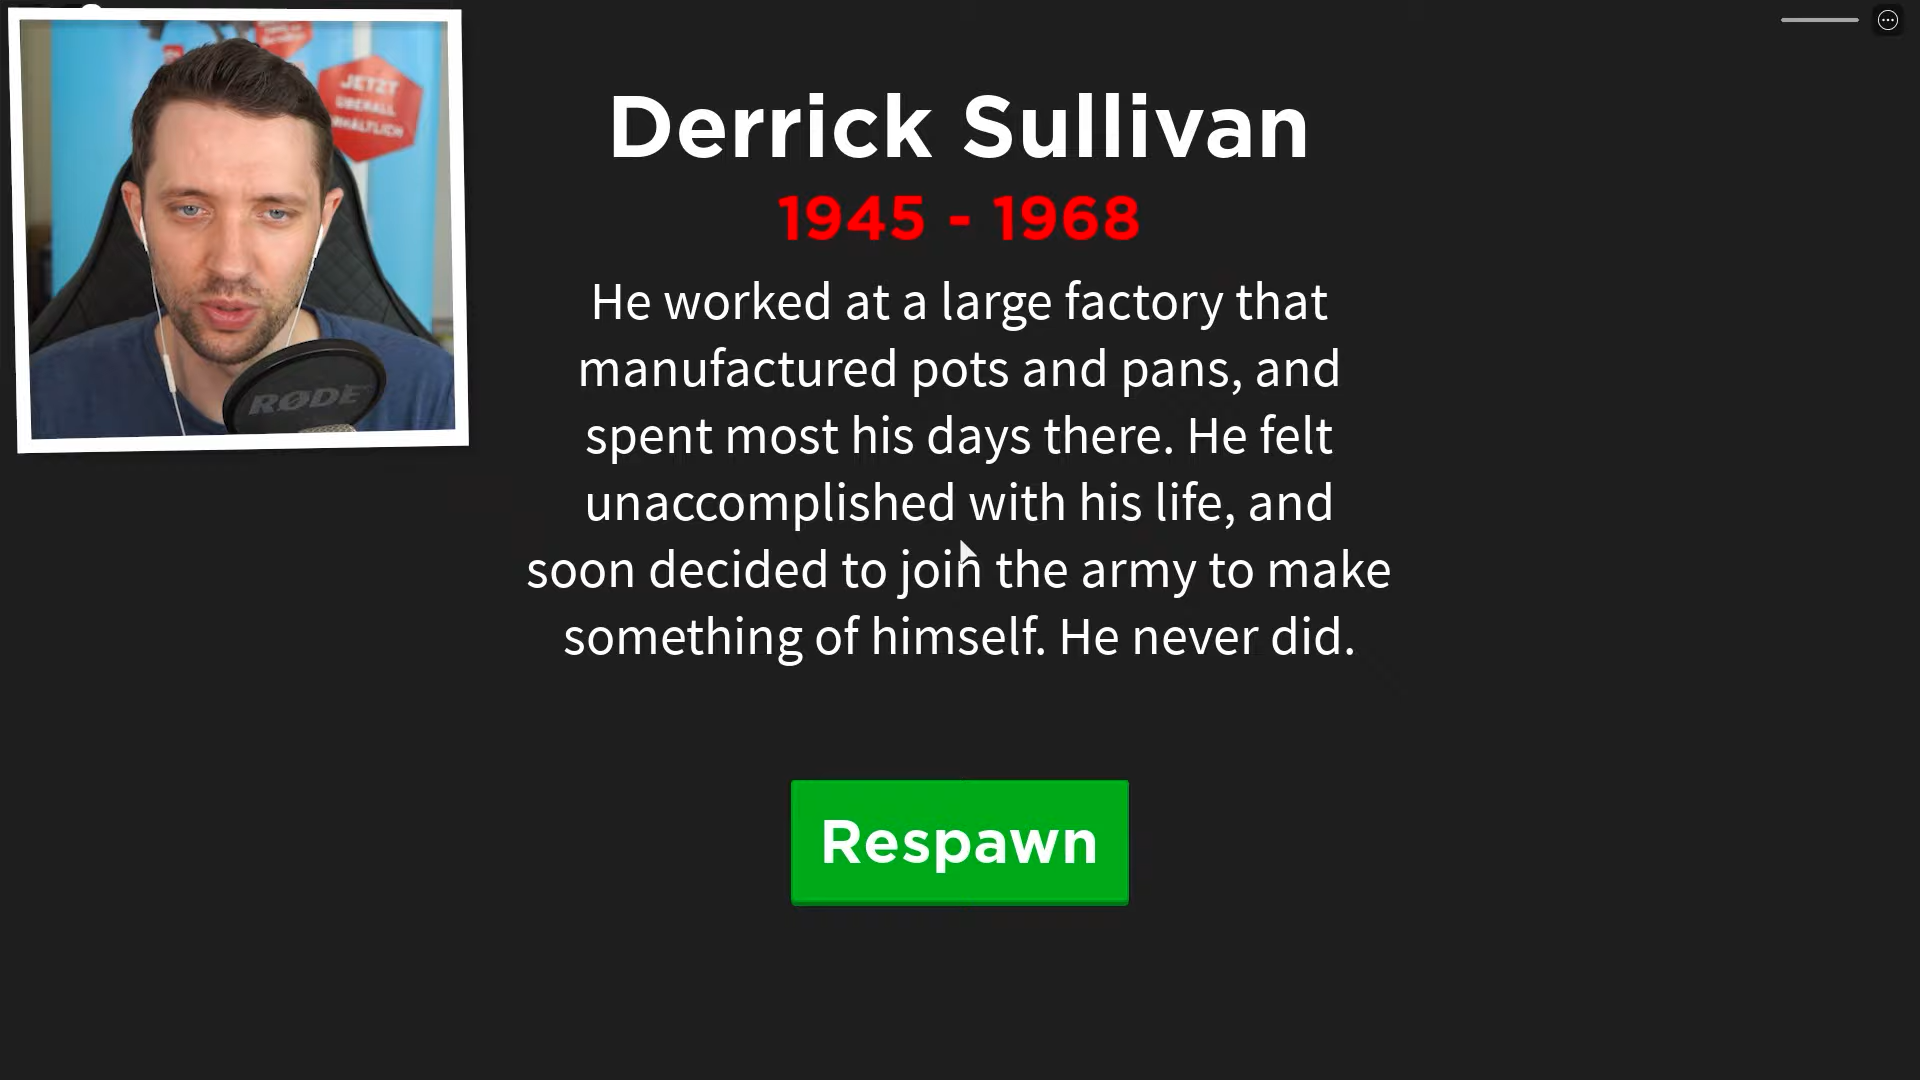 JETZT
ÜBERALL
ERHÄLTLICH
RØDE
Derrick Sullivan
1945 - 1968
He worked at a large factory that
manufactured pots and pans, and
spent most his days there. He felt
unaccomplished with his life, and
soon decided to join the army to make
something of himself. He never did.
Respawn